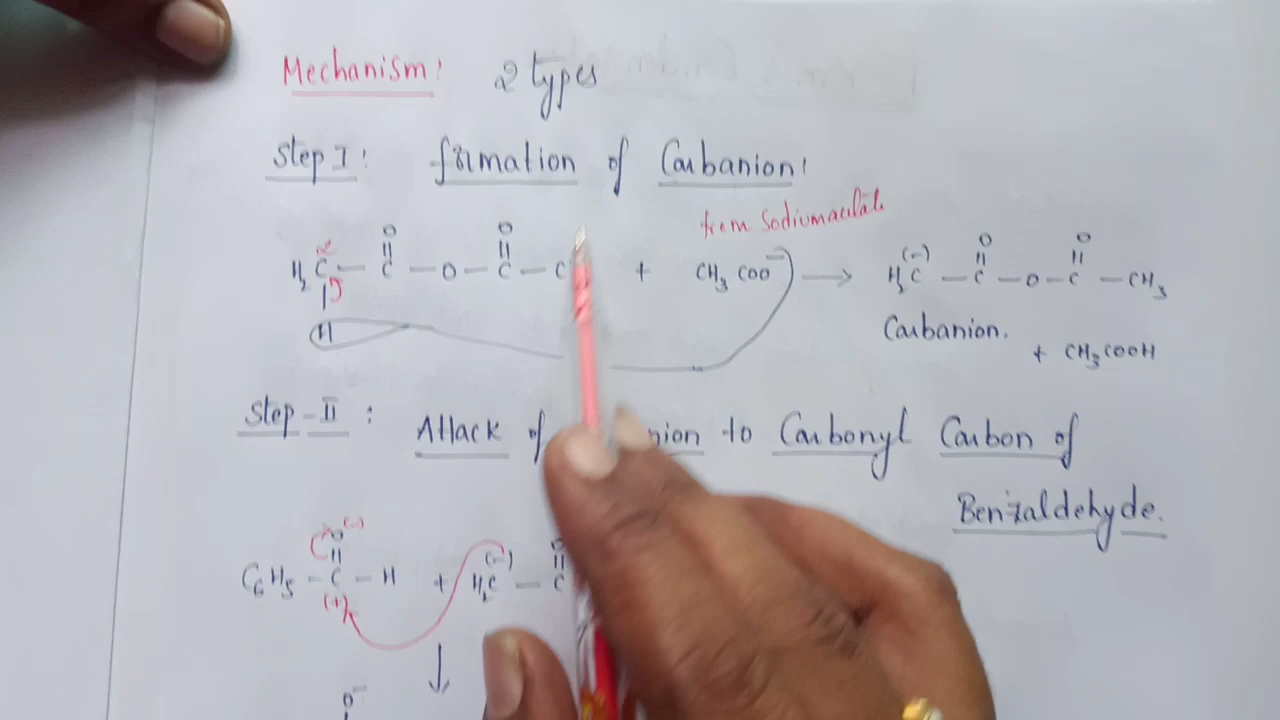 Mechanism: 2 types
Step I: formation of Carbanion:
from Sodiumacetate
O O O O
|| || || ||
H2C α — C — O — C — C + CH3COO⁻ → H2C(-) — C — O — C — CH3
|
H
Carbanion.
+ CH3COOH
Step-II: Attack of nion to Carbonyl Carbon of
Benzaldehyde.
O(-) O
|| ||
C6H5 — C — H + H2C(-) — C
(+)
↓
O⁻